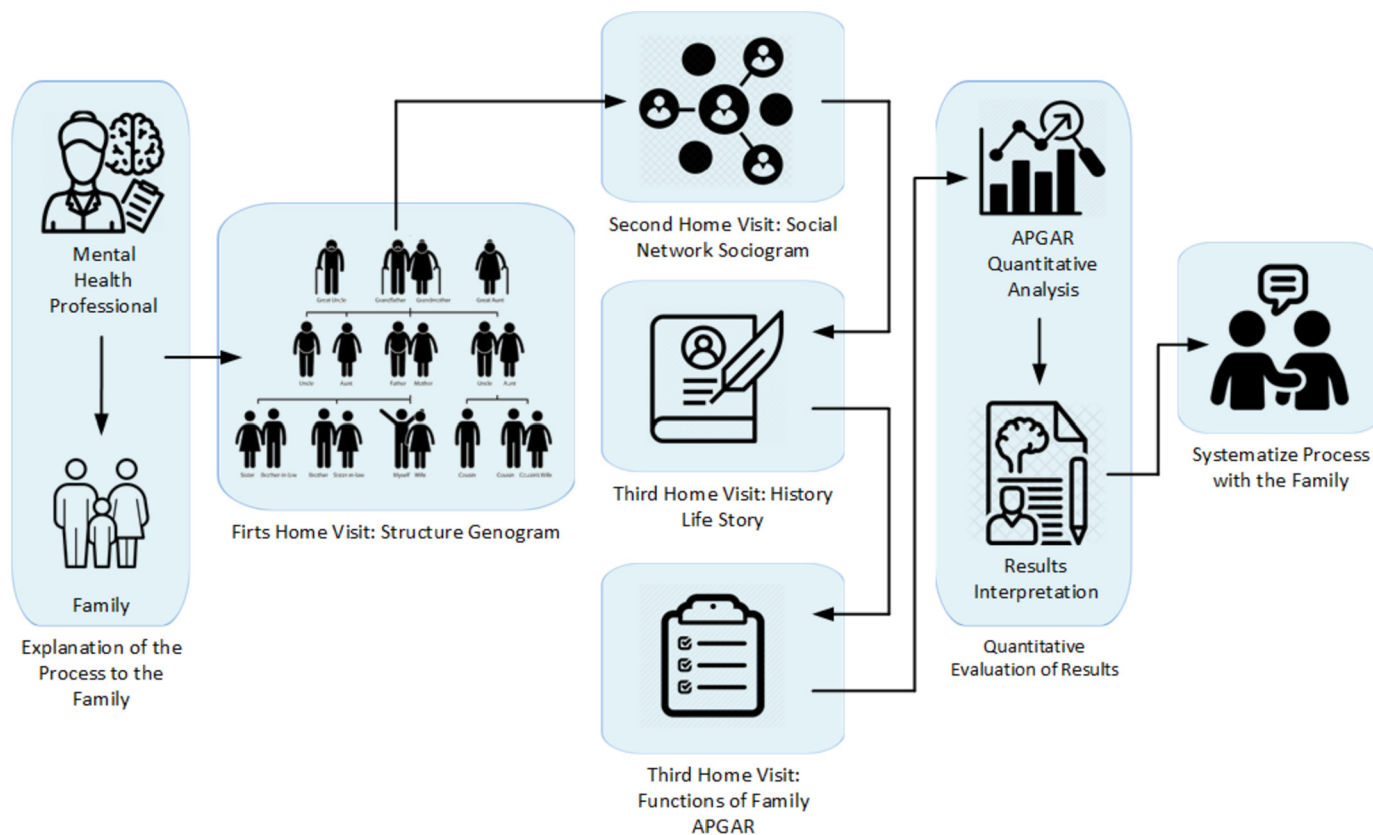 Mental
Health
Professional
Family
Explanation of the
Process to the
Family
Great Uncle
Grandfather
Grandmother
Great Aunt
Uncle
Aunt
Father
Mother
Uncle
Aunt
Sister
Brother-in-law
Brother
Sister-in-law
Myself
Wife
Cousin
Cousin
Cousin's Wife
Firts Home Visit: Structure Genogram
Second Home Visit: Social
Network Sociogram
Third Home Visit: History
Life Story
Third Home Visit:
Functions of Family
APGAR
APGAR
Quantitative
Analysis
Results
Interpretation
Quantitative
Evaluation of Results
Systematize Process
with the Family